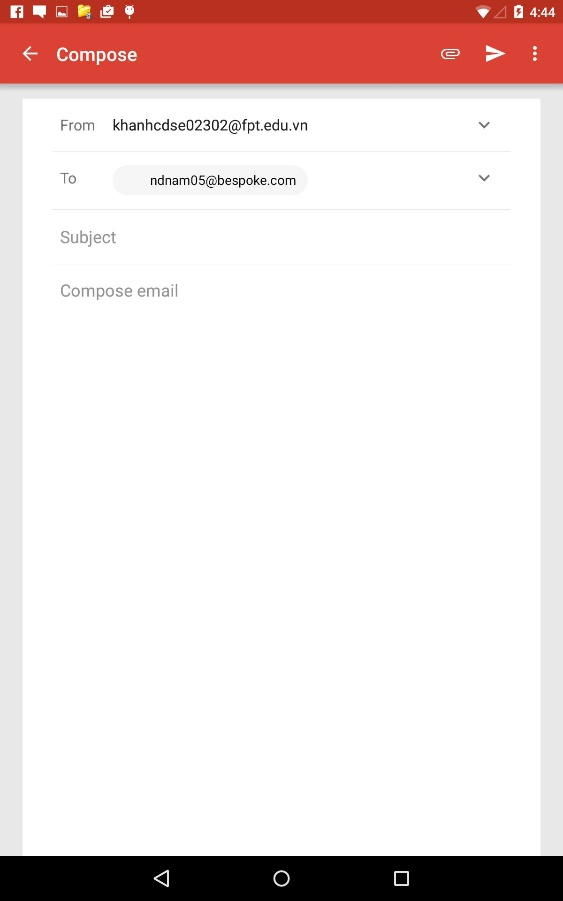 4:44
Compose
From khanhcdse02302@fpt.edu.vn
To ndnam05@bespoke.com
Subject
Compose email